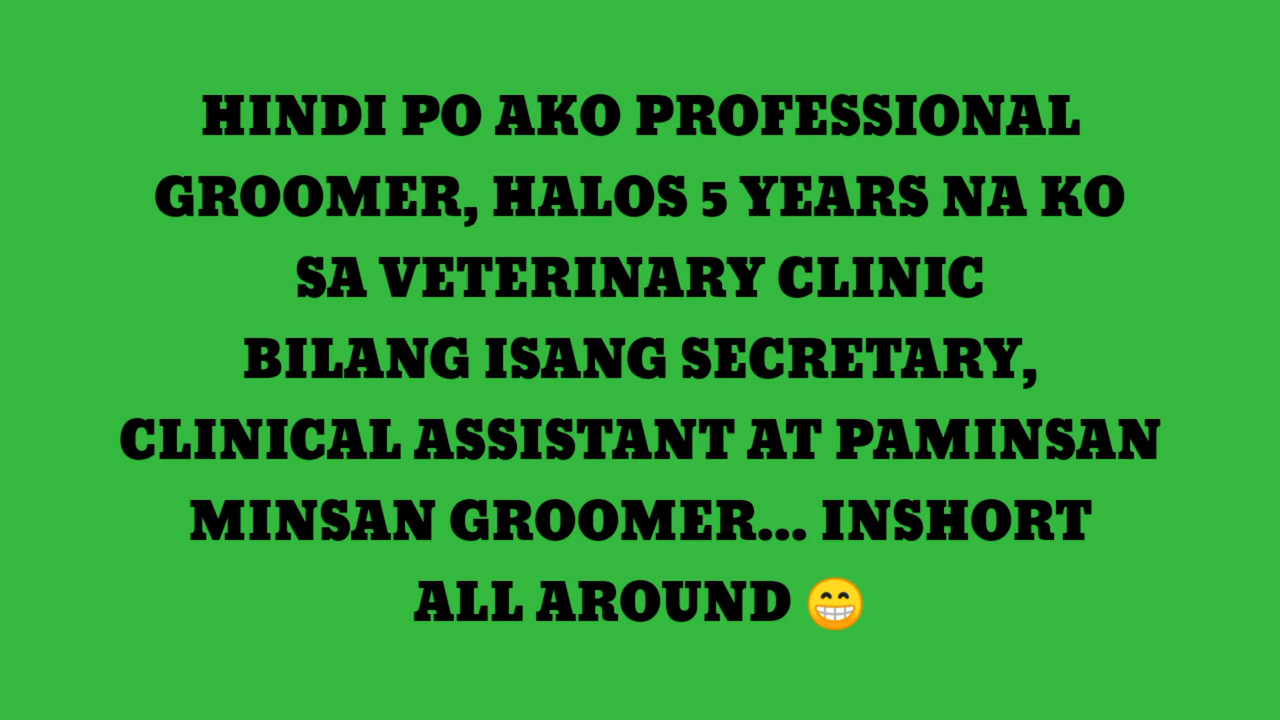 HINDI PO AKO PROFESSIONAL
GROOMER, HALOS 5 YEARS NA KO
SA VETERINARY CLINIC
BILANG ISANG SECRETARY,
CLINICAL ASSISTANT AT PAMINSAN
MINSAN GROOMER... INSHORT
ALL AROUND 😁